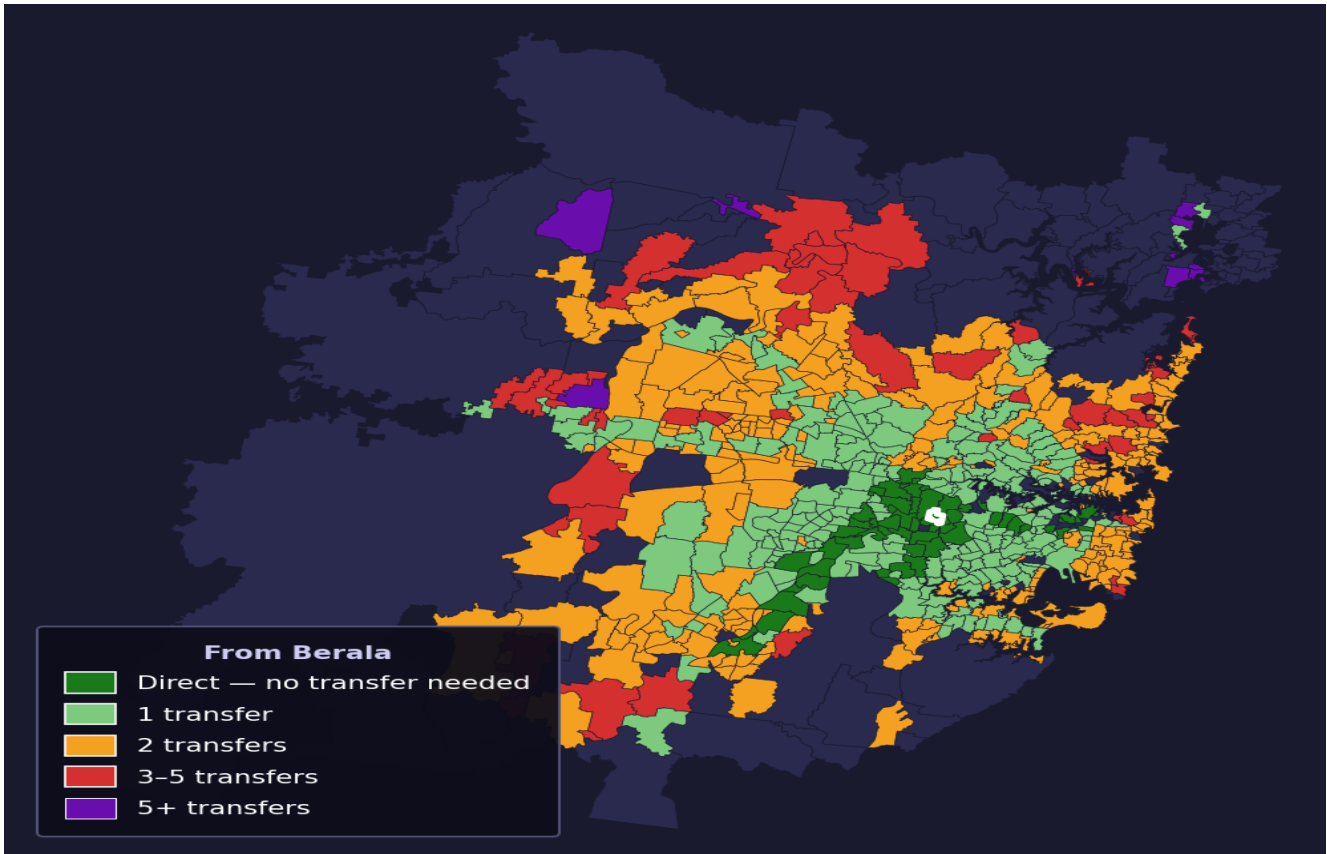 From Berala
Direct — no transfer needed
1 transfer
2 transfers
3–5 transfers
5+ transfers